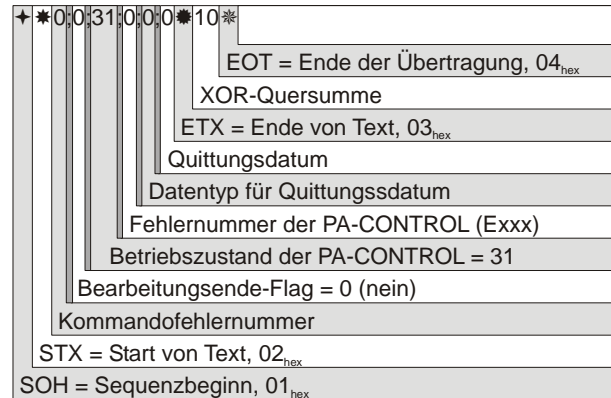 ✦✷0;0;31;0;0;0✹10✵
EOT = Ende der Übertragung, 04hex
XOR-Quersumme
ETX = Ende von Text, 03hex
Quittungsdatum
Datentyp für Quittungssdatum
Fehlernummer der PA-CONTROL (Exxx)
Betriebszustand der PA-CONTROL = 31
Bearbeitungsende-Flag = 0 (nein)
Kommandofehlernummer
STX = Start von Text, 02hex
SOH = Sequenzbeginn, 01hex